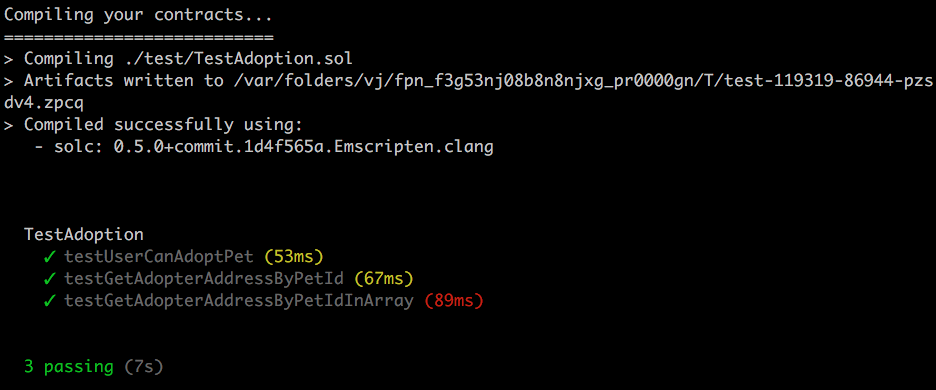 Compiling your contracts...
===========================
> Compiling ./test/TestAdoption.sol
> Artifacts written to /var/folders/vj/fpn_f3g53nj08b8n8njxg_pr0000gn/T/test-119319-86944-pzs
dv4.zpcq
> Compiled successfully using:
- solc: 0.5.0+commit.1d4f565a.Emscripten.clang
TestAdoption
✓ testUserCanAdoptPet (53ms)
✓ testGetAdopterAddressByPetId (67ms)
✓ testGetAdopterAddressByPetIdInArray (89ms)
3 passing (7s)